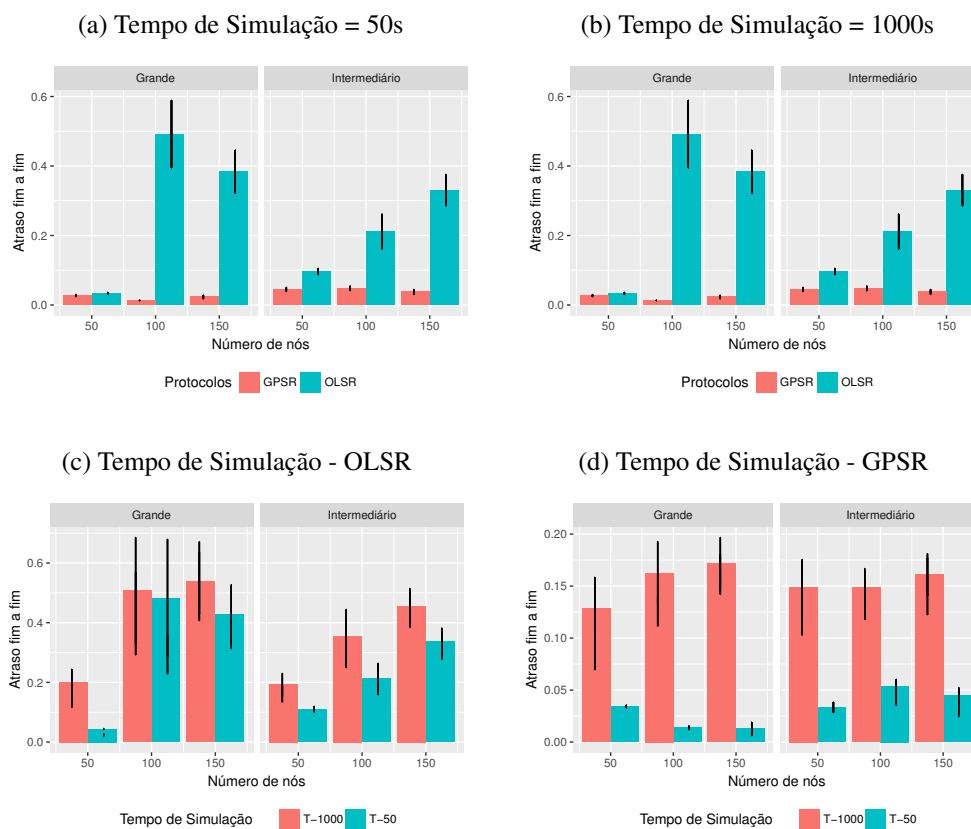 (a) Tempo de Simulação = 50s
Grande
Intermediário
0.6
0.4
0.2
0.0
Atraso fim a fim
50
100
150
50
100
150
Número de nós
Protocolos GPSR OLSR
(b) Tempo de Simulação = 1000s
Grande
Intermediário
0.6
0.4
0.2
0.0
Atraso fim a fim
50
100
150
50
100
150
Número de nós
Protocolos GPSR OLSR
(c) Tempo de Simulação - OLSR
Grande
Intermediário
0.6
0.4
0.2
0.0
Atraso fim a fim
50
100
150
50
100
150
Número de nós
Tempo de Simulação T-1000 T-50
(d) Tempo de Simulação - GPSR
Grande
Intermediário
0.20
0.15
0.10
0.05
0.00
Atraso fim a fim
50
100
150
50
100
150
Número de nós
Tempo de Simulação T-1000 T-50